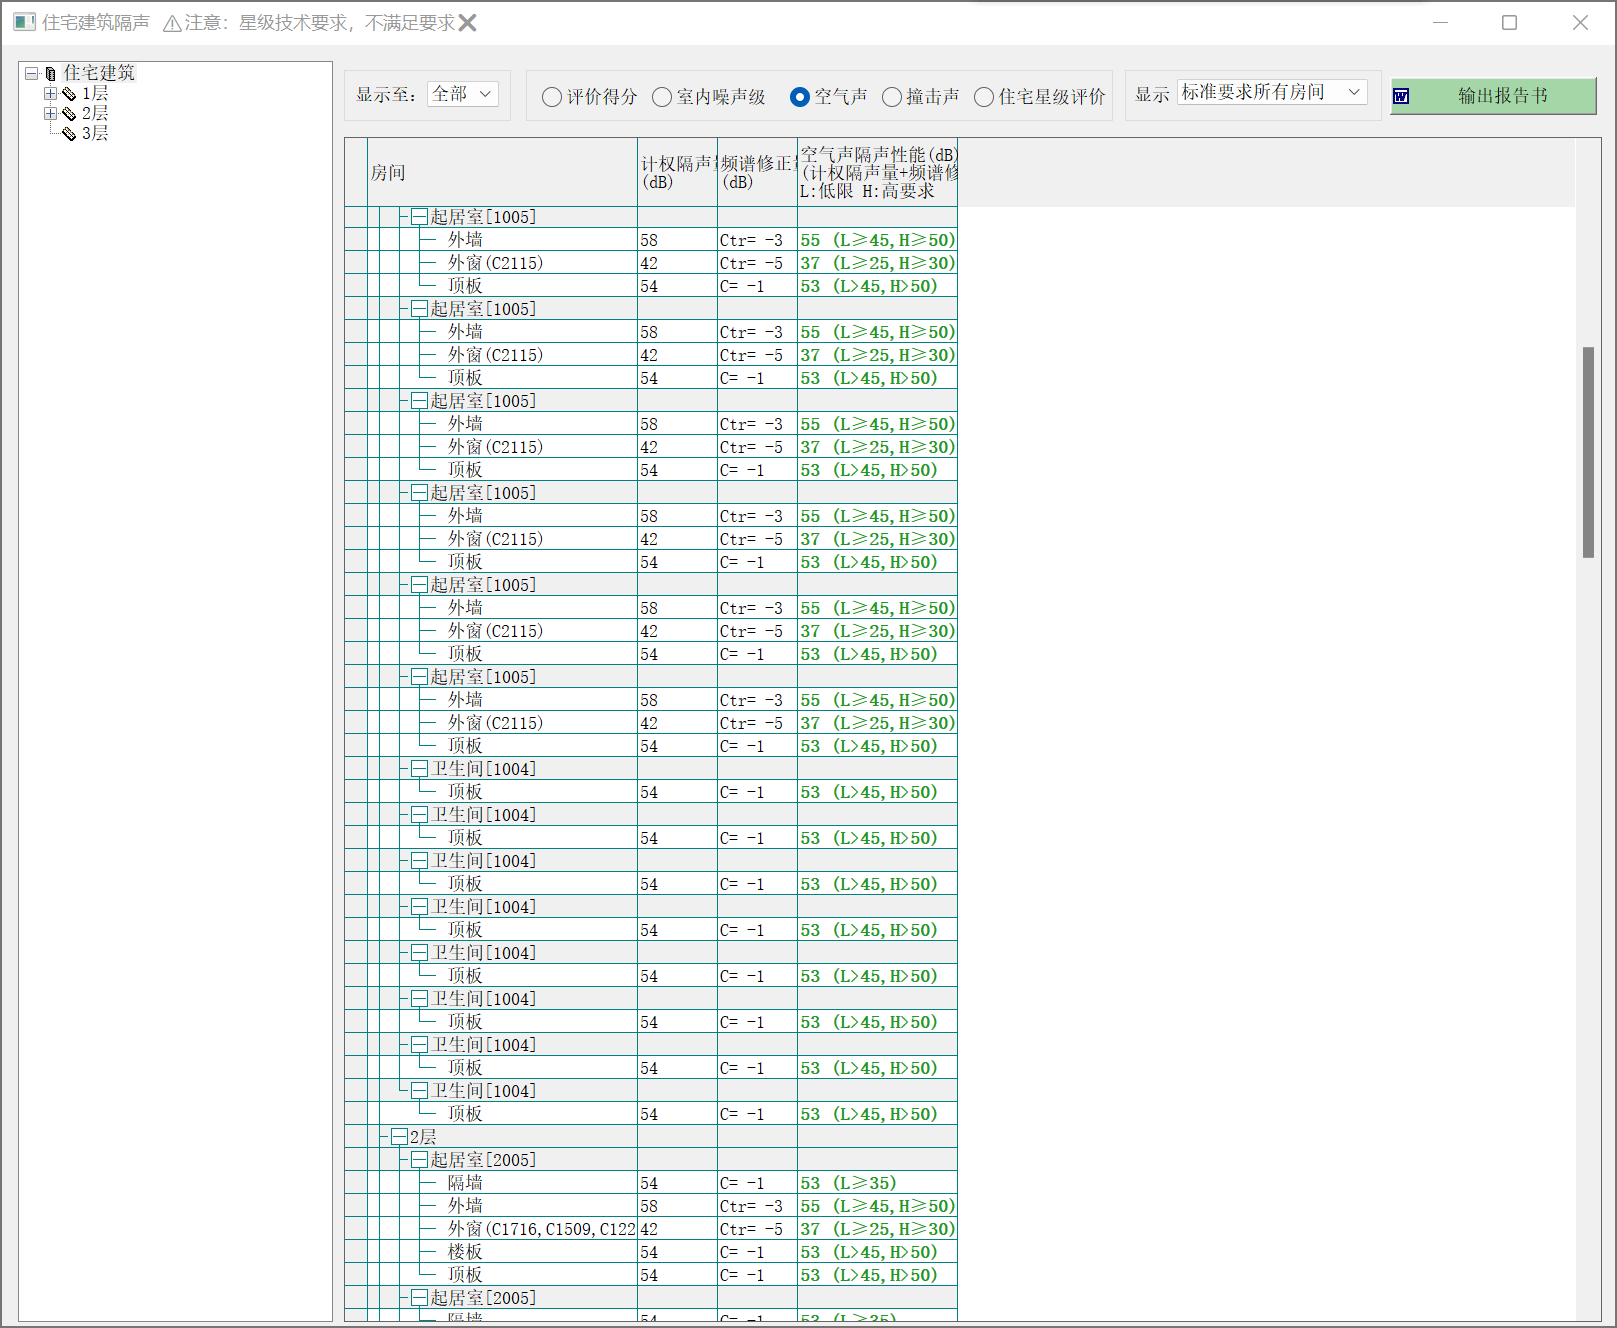 住宅建筑隔声 ⚠注意：星级技术要求，不满足要求✕
住宅建筑
1层
2层
3层
显示至： 全部
评价得分 室内噪声级 空气声 撞击声 住宅星级评价
显示 标准要求所有房间
输出报告书
房间
计权隔声量
(dB)
频谱修正
(dB)
空气声隔声性能(dB)
(计权隔声量+频谱修
L:低限 H:高要求
起居室[1005]
外墙 58 Ctr= -3 55 (L≥45,H≥50)
外窗(C2115) 42 Ctr= -5 37 (L≥25,H≥30)
顶板 54 C= -1 53 (L>45,H>50)
起居室[1005]
外墙 58 Ctr= -3 55 (L≥45,H≥50)
外窗(C2115) 42 Ctr= -5 37 (L≥25,H≥30)
顶板 54 C= -1 53 (L>45,H>50)
起居室[1005]
外墙 58 Ctr= -3 55 (L≥45,H≥50)
外窗(C2115) 42 Ctr= -5 37 (L≥25,H≥30)
顶板 54 C= -1 53 (L>45,H>50)
起居室[1005]
外墙 58 Ctr= -3 55 (L≥45,H≥50)
外窗(C2115) 42 Ctr= -5 37 (L≥25,H≥30)
顶板 54 C= -1 53 (L>45,H>50)
起居室[1005]
外墙 58 Ctr= -3 55 (L≥45,H≥50)
外窗(C2115) 42 Ctr= -5 37 (L≥25,H≥30)
顶板 54 C= -1 53 (L>45,H>50)
起居室[1005]
外墙 58 Ctr= -3 55 (L≥45,H≥50)
外窗(C2115) 42 Ctr= -5 37 (L≥25,H≥30)
顶板 54 C= -1 53 (L>45,H>50)
卫生间[1004]
顶板 54 C= -1 53 (L>45,H>50)
卫生间[1004]
顶板 54 C= -1 53 (L>45,H>50)
卫生间[1004]
顶板 54 C= -1 53 (L>45,H>50)
卫生间[1004]
顶板 54 C= -1 53 (L>45,H>50)
卫生间[1004]
顶板 54 C= -1 53 (L>45,H>50)
卫生间[1004]
顶板 54 C= -1 53 (L>45,H>50)
卫生间[1004]
顶板 54 C= -1 53 (L>45,H>50)
卫生间[1004]
顶板 54 C= -1 53 (L>45,H>50)
2层
起居室[2005]
隔墙 54 C= -1 53 (L≥35)
外墙 58 Ctr= -3 55 (L≥45,H≥50)
外窗(C1716,C1509,C122 42 Ctr= -5 37 (L≥25,H≥30)
楼板 54 C= -1 53 (L>45,H>50)
顶板 54 C= -1 53 (L>45,H>50)
起居室[2005]
隔墙 54 C= -1 53 (L≥35)